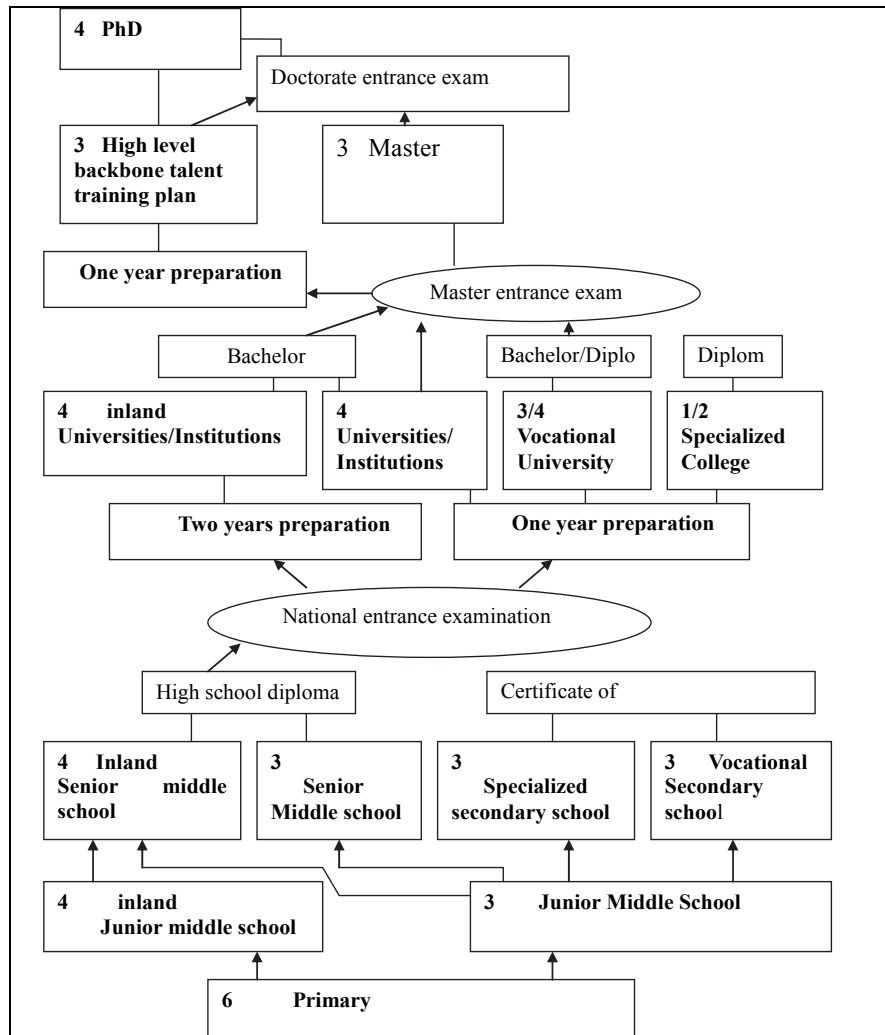 4 PhD
Doctorate entrance exam
3 High level
backbone talent
training plan
3 Master
One year preparation
Master entrance exam
Bachelor
Bachelor/Diplo
Diplom
4 inland
Universities/Institutions
4
Universities/
Institutions
3/4
Vocational
University
1/2
Specialized
College
Two years preparation
One year preparation
National entrance examination
High school diploma
Certificate of
4 Inland
Senior middle
school
3
Senior
Middle school
3
Specialized
secondary school
3 Vocational
Secondary
school
4 inland
Junior middle school
3 Junior Middle School
6 Primary